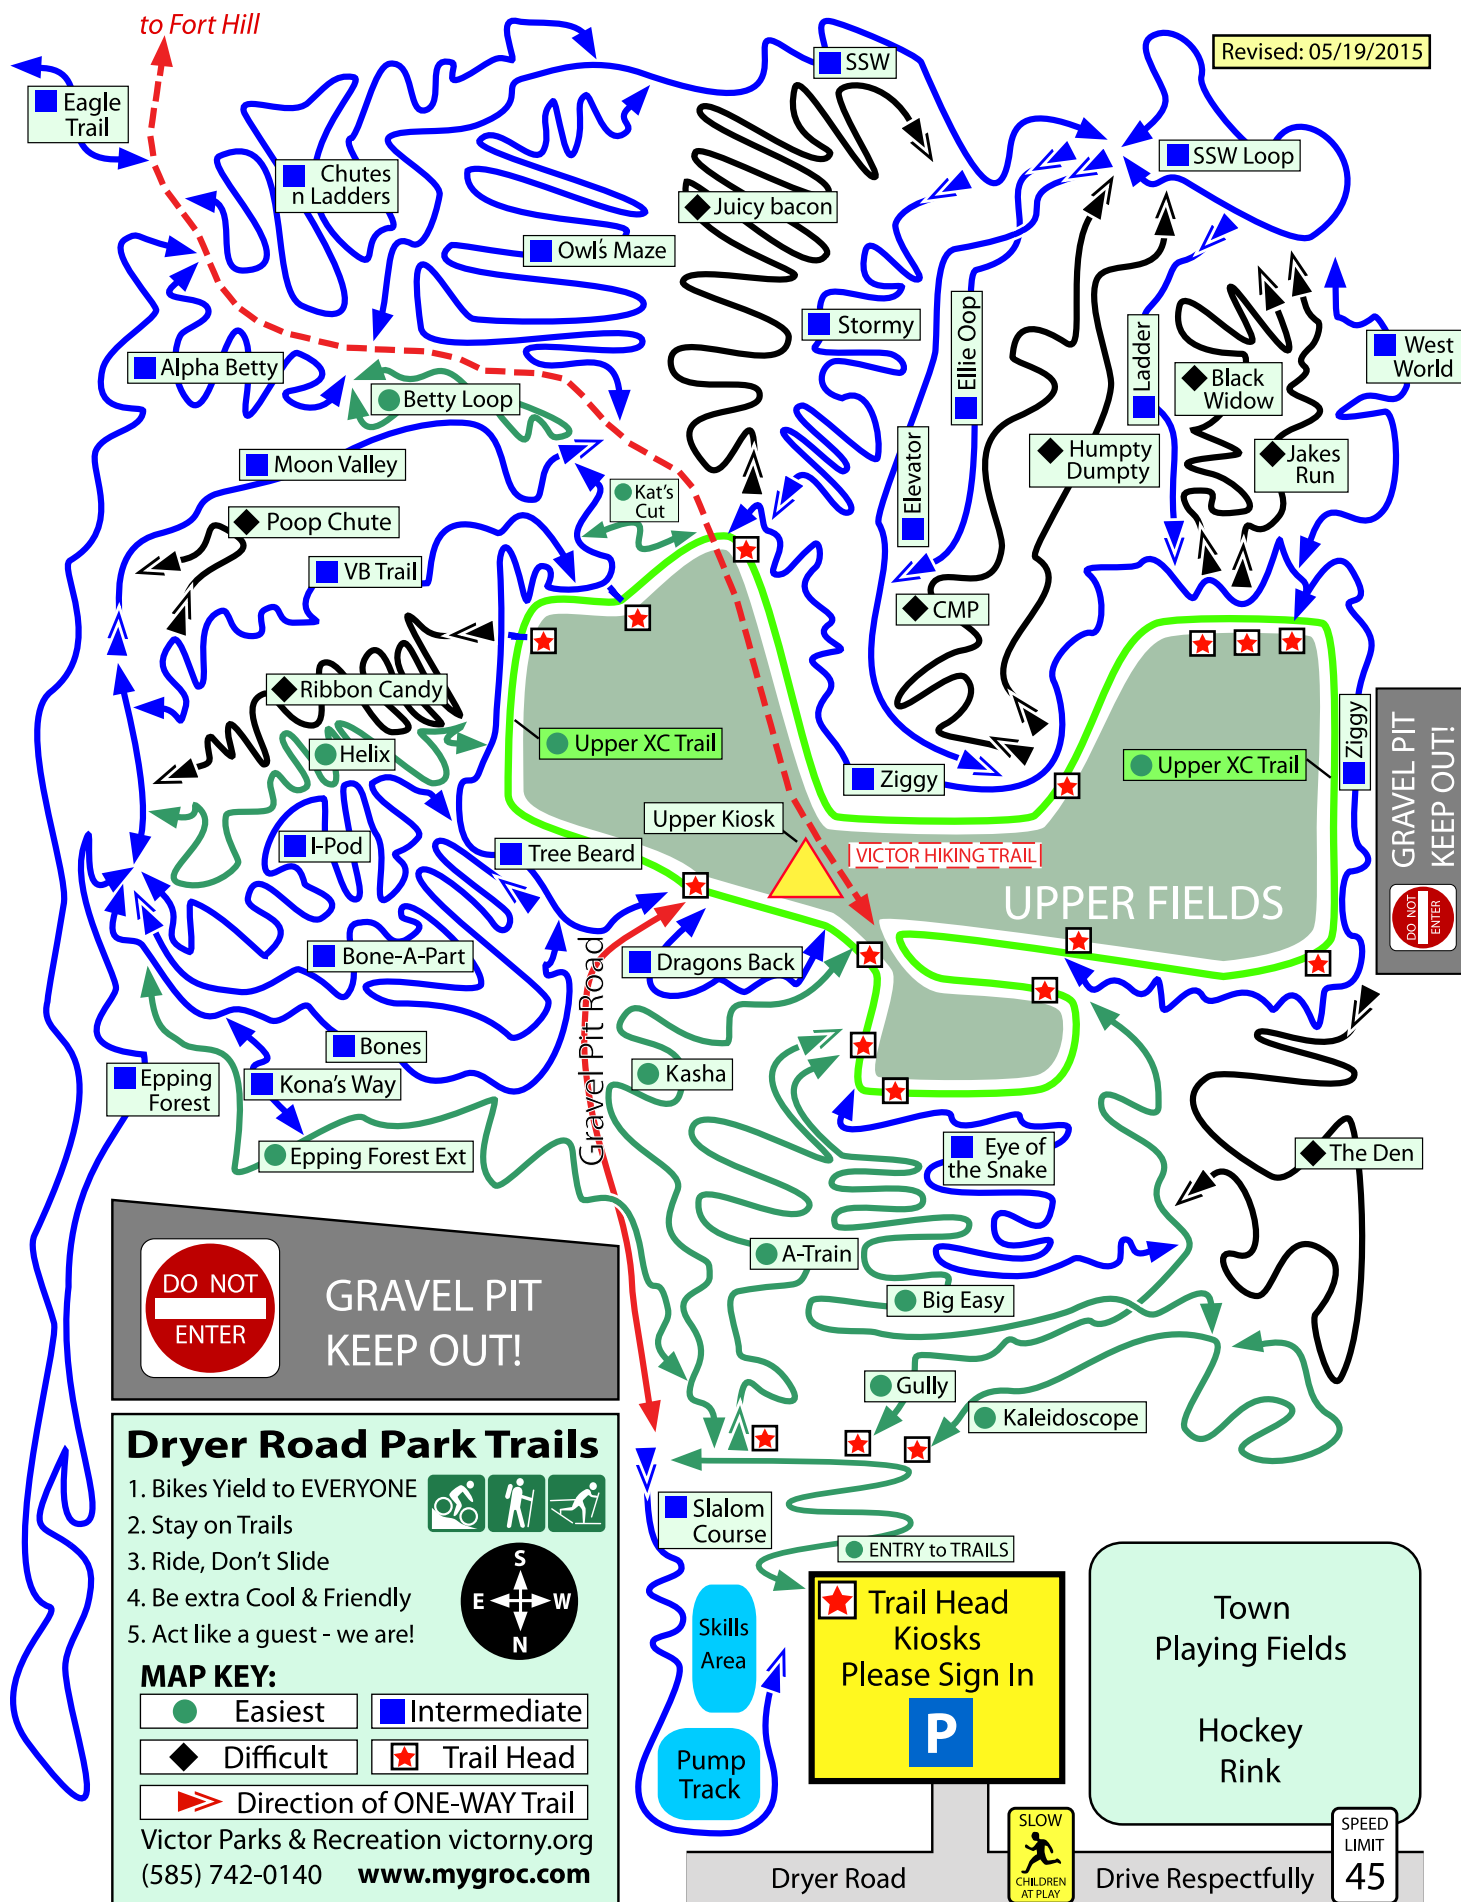 to Fort Hill
Revised: 05/19/2015
SSW
Eagle
Trail
SSW Loop
Chutes
n Ladders
Juicy bacon
Owl's Maze
Stormy
Ellie Oop
Ladder
West
World
Alpha Betty
Black
Widow
Betty Loop
Moon Valley
Humpty
Dumpty
Jakes
Run
Elevator
Kat's
Cut
Poop Chute
VB Trail
CMP
Ribbon Candy
Ziggy
Helix
Upper XC Trail
Upper XC Trail
Ziggy
GRAVEL PIT
KEEP OUT!
DO NOT
ENTER
Upper Kiosk
I-Pod
Tree Beard
VICTOR HIKING TRAIL
UPPER FIELDS
Bone-A-Part
Dragons Back
Gravel Pit Road
Bones
Kona's Way
Kasha
Epping
Forest
Epping Forest Ext
Eye of
the Snake
The Den
A-Train
Big Easy
DO NOT
ENTER
GRAVEL PIT
KEEP OUT!
Gully
Kaleidoscope
Dryer Road Park Trails
1. Bikes Yield to EVERYONE
2. Stay on Trails
3. Ride, Don't Slide
4. Be extra Cool & Friendly
5. Act like a guest - we are!
S
E W
N
MAP KEY:
Easiest
Intermediate
Difficult
Trail Head
Direction of ONE-WAY Trail
Victor Parks & Recreation victorny.org
(585) 742-0140 www.mygroc.com
Slalom
Course
ENTRY to TRAILS
Skills
Area
Pump
Track
Trail Head
Kiosks
Please Sign In
P
Town
Playing Fields
Hockey
Rink
Dryer Road
SLOW
CHILDREN
AT PLAY
Drive Respectfully
SPEED
LIMIT
45